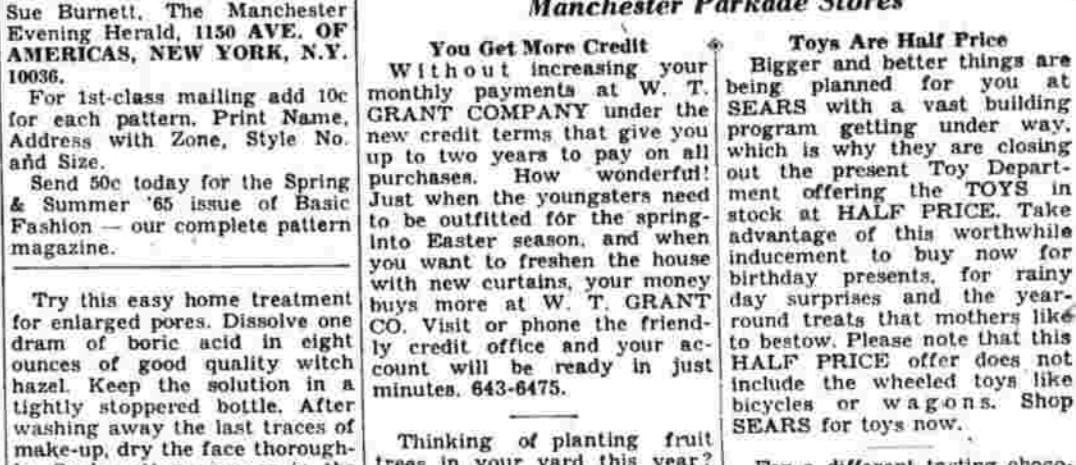 Sue Burnett, The Manchester
Evening Herald, 1150 AVE. OF
AMERICAS, NEW YORK, N.Y.
10036.
For 1st-class mailing add 10c
for each pattern. Print Name,
Address with Zone, Style No.
and Size.
Send 50c today for the Spring
& Summer '65 issue of Basic
Fashion — our complete pattern
magazine.
Try this easy home treatment
for enlarged pores. Dissolve one
dram of boric acid in eight
ounces of good quality witch
hazel. Keep the solution in a
tightly stoppered bottle. After
washing away the last traces of
make-up, dry the face thorough-
Manchester Parkade Stores
You Get More Credit
Without increasing your
monthly payments at W. T.
GRANT COMPANY under the
new credit terms that give you
up to two years to pay on all
purchases. How wonderful!
Just when the youngsters need
to be outfitted for the spring-
into Easter season, and when
you want to freshen the house
with new curtains, your money
buys more at W. T. GRANT
CO. Visit or phone the friend-
ly credit office and your ac-
count will be ready in just
minutes. 643-6475.
Thinking of planting fruit
trees in your yard this year?
Toys Are Half Price
Bigger and better things are
being planned for you at
SEARS with a vast building
program getting under way,
which is why they are closing
out the present Toy Depart-
ment offering the TOYS in
stock at HALF PRICE. Take
advantage of this worthwhile
inducement to buy now for
birthday presents, for rainy
day surprises and the year-
round treats that mothers like
to bestow. Please note that this
HALF PRICE offer does not
include the wheeled toys like
bicycles or wagons. Shop
SEARS for toys now.
For a different tasting choco-